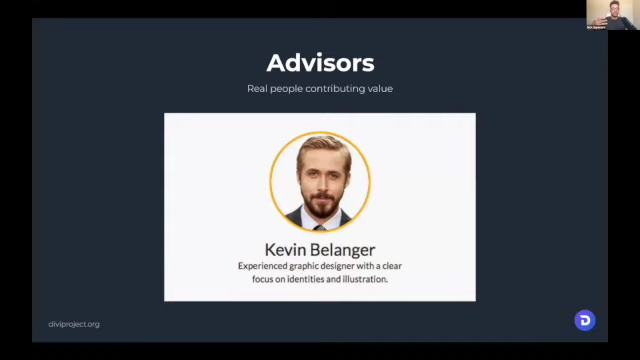 Advisors
Real people contributing value
Kevin Belanger
Experienced graphic designer with a clear
focus on identities and illustration.
diviproject.org
D